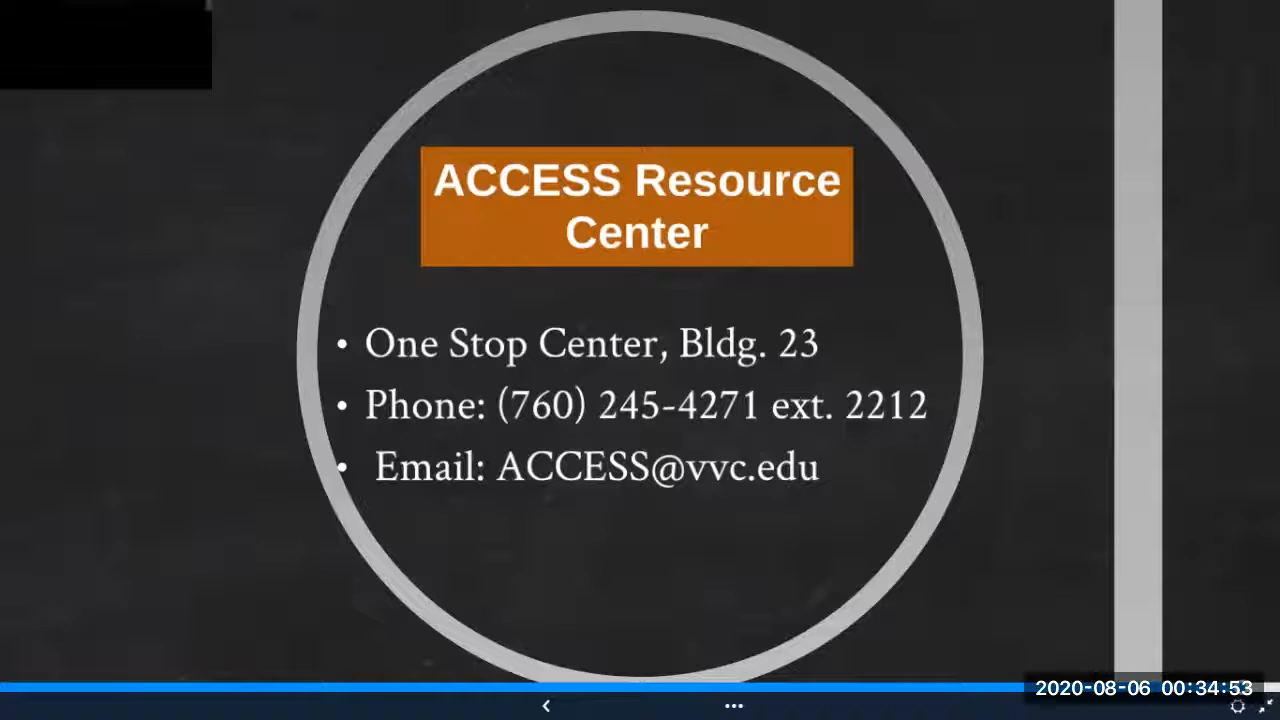 ACCESS Resource
Center
• One Stop Center, Bldg. 23
• Phone: (760) 245-4271 ext. 2212
• Email: ACCESS@vvc.edu
2020-08-06 00:34:53